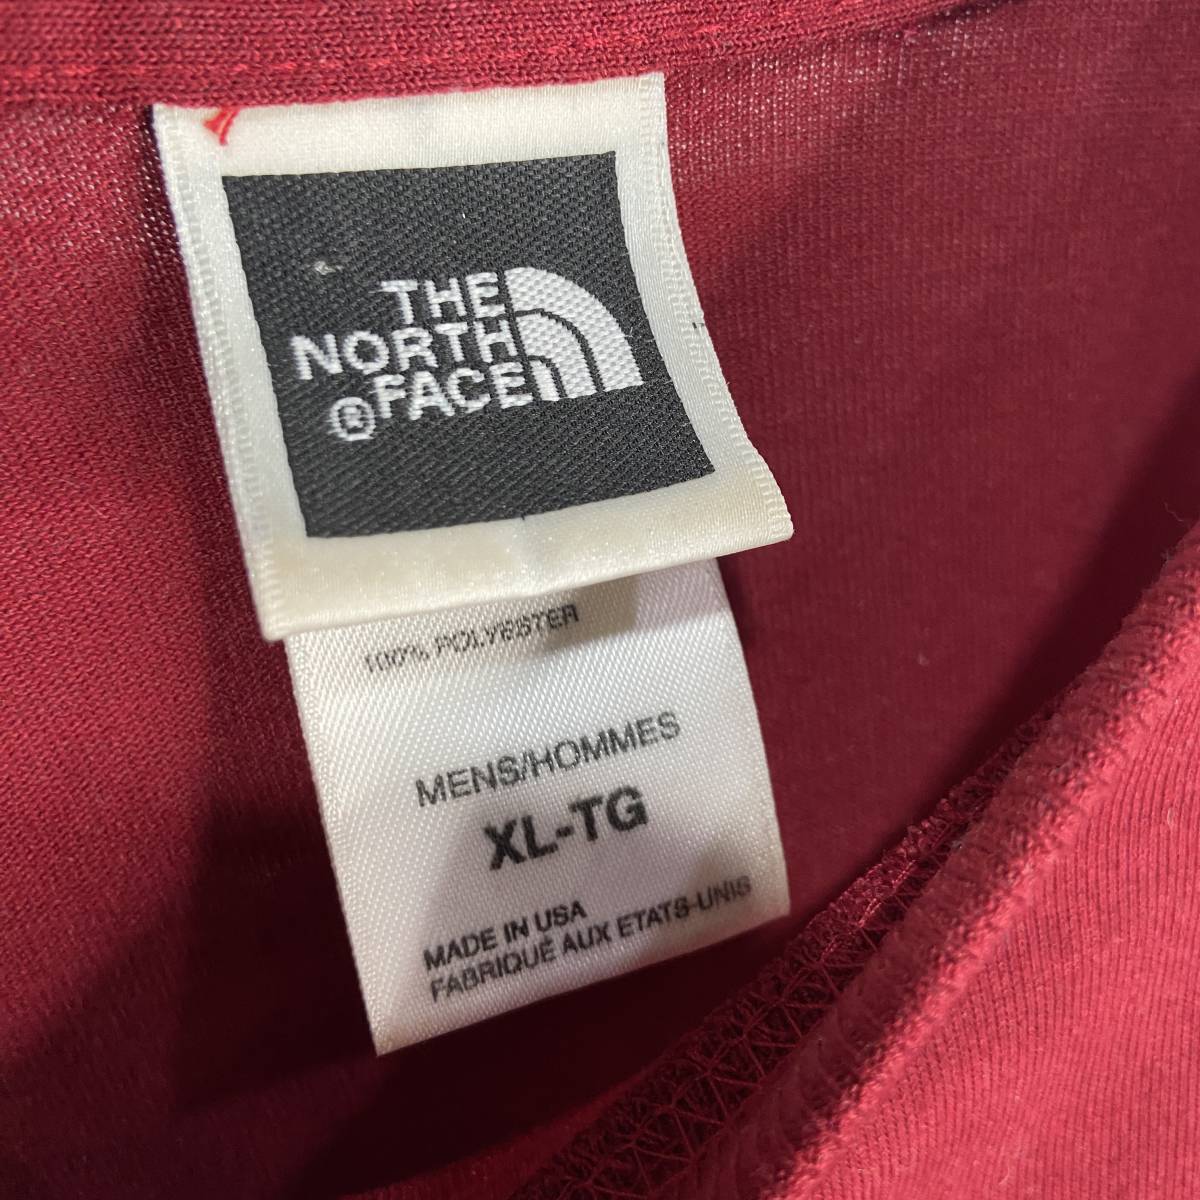 THE
NORTH
® FACE
100% POLYESTER
MENS/HOMMES
XL-TG
MADE IN USA
FABRIQUÉ AUX ETATS-UNIS